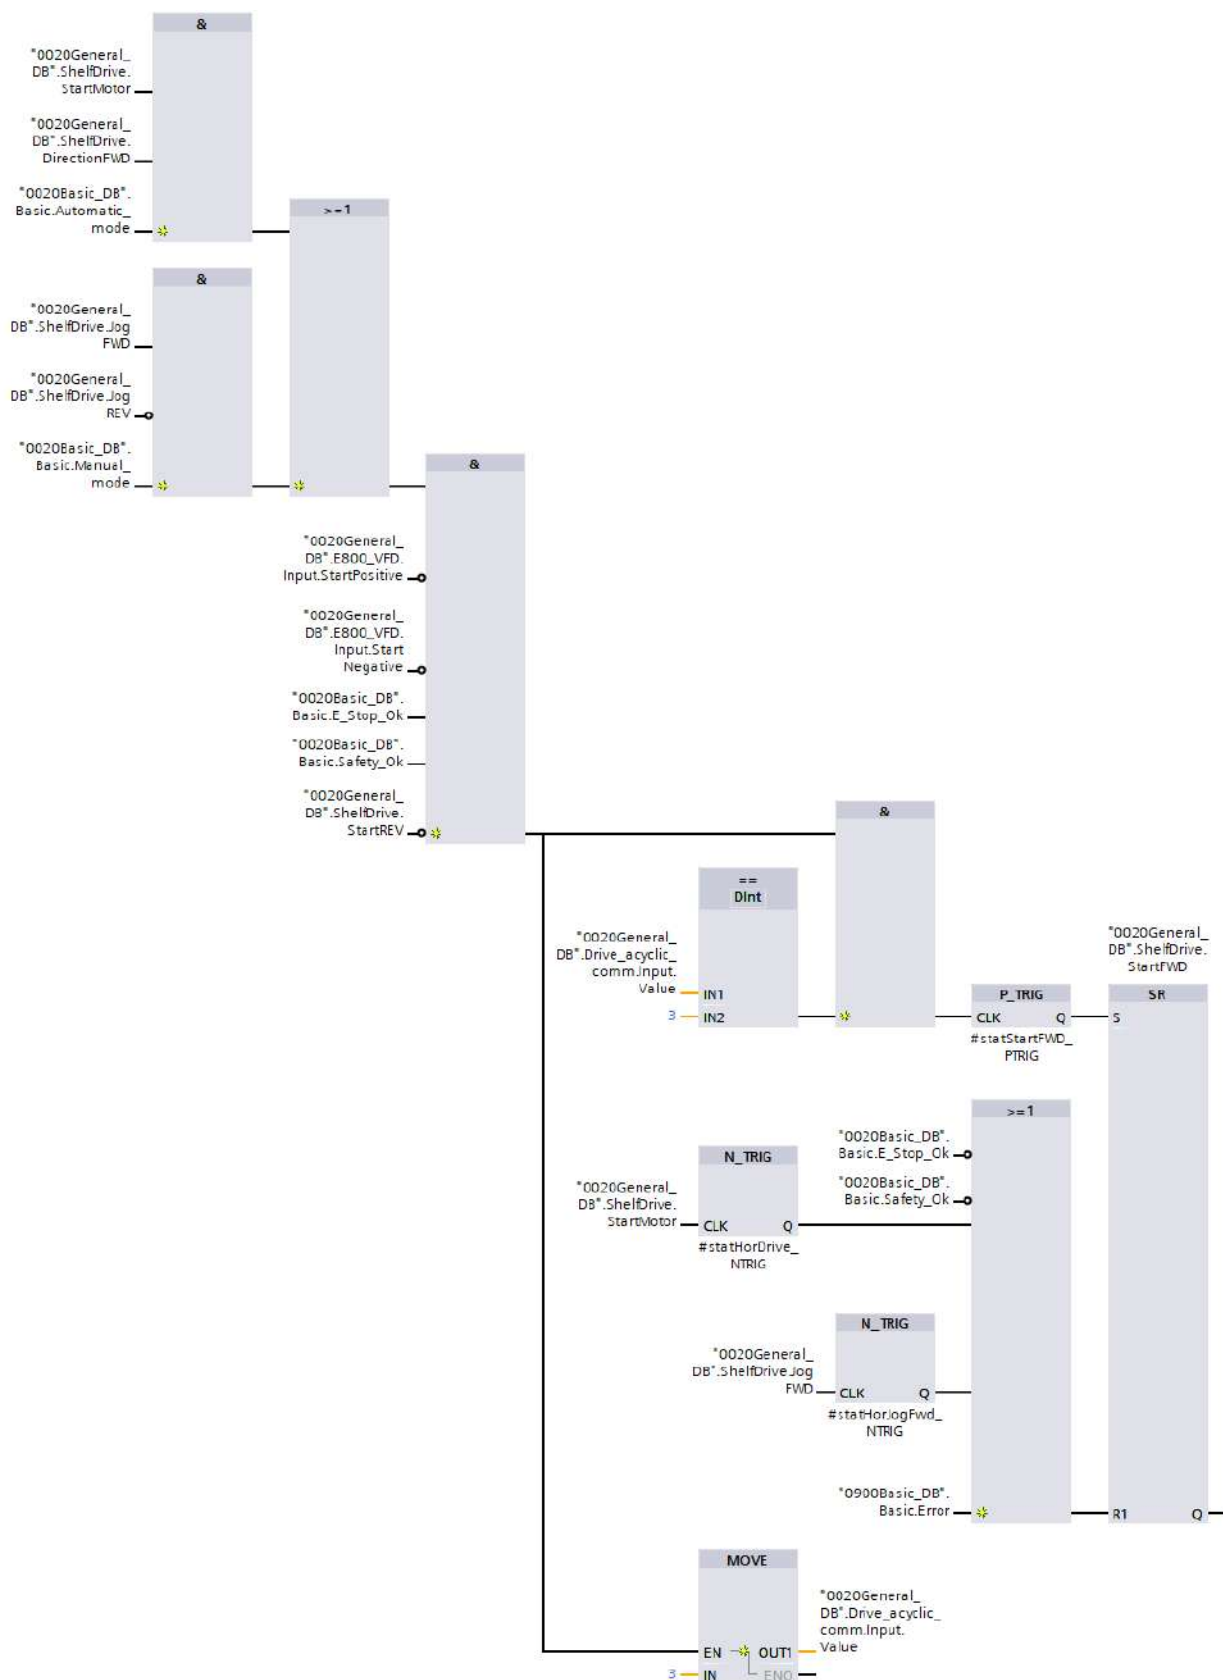 &
"0020General_
DB".ShelfDrive.
StartMotor
"0020General_
DB".ShelfDrive.
DirectionFWD
"0020Basic_DB".
Basic.Automatic_
mode
>=1
&
"0020General_
DB".ShelfDrive.Jog
FWD
"0020General_
DB".ShelfDrive.Jog
REV
"0020Basic_DB".
Basic.Manual_
mode
&
"0020General_
DB".E800_VFD.
Input.StartPositive
"0020General_
DB".E800_VFD.
Input.Start
Negative
"0020Basic_DB".
Basic.E_Stop_Ok
"0020Basic_DB".
Basic.Safety_Ok
"0020General_
DB".ShelfDrive.
StartREV
&
==
DInt
"0020General_
DB".Drive_acyclic_
comm.Input.
Value
IN1
3
IN2
P_TRIG
CLK Q
#statStartFWD_
PTRIG
"0020General_
DB".ShelfDrive.
StartFWD
SR
S
>=1
"0020Basic_DB".
Basic.E_Stop_Ok
"0020Basic_DB".
Basic.Safety_Ok
N_TRIG
"0020General_
DB".ShelfDrive.
StartMotor
CLK Q
#statHorDrive_
NTRIG
N_TRIG
"0020General_
DB".ShelfDrive.Jog
FWD
CLK Q
#statHorJogFwd_
NTRIG
"0900Basic_DB".
Basic.Error
R1 Q
MOVE
EN OUT1
"0020General_
DB".Drive_acyclic_
comm.Input.
Value
3
IN ENO